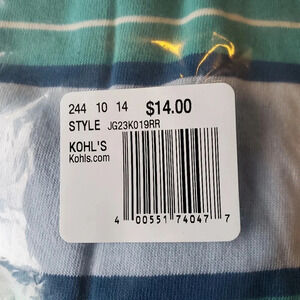 244 10 14 $14.00
STYLE JG23K019RR
KOHL'S
Kohls.com
4 00551 74047 7